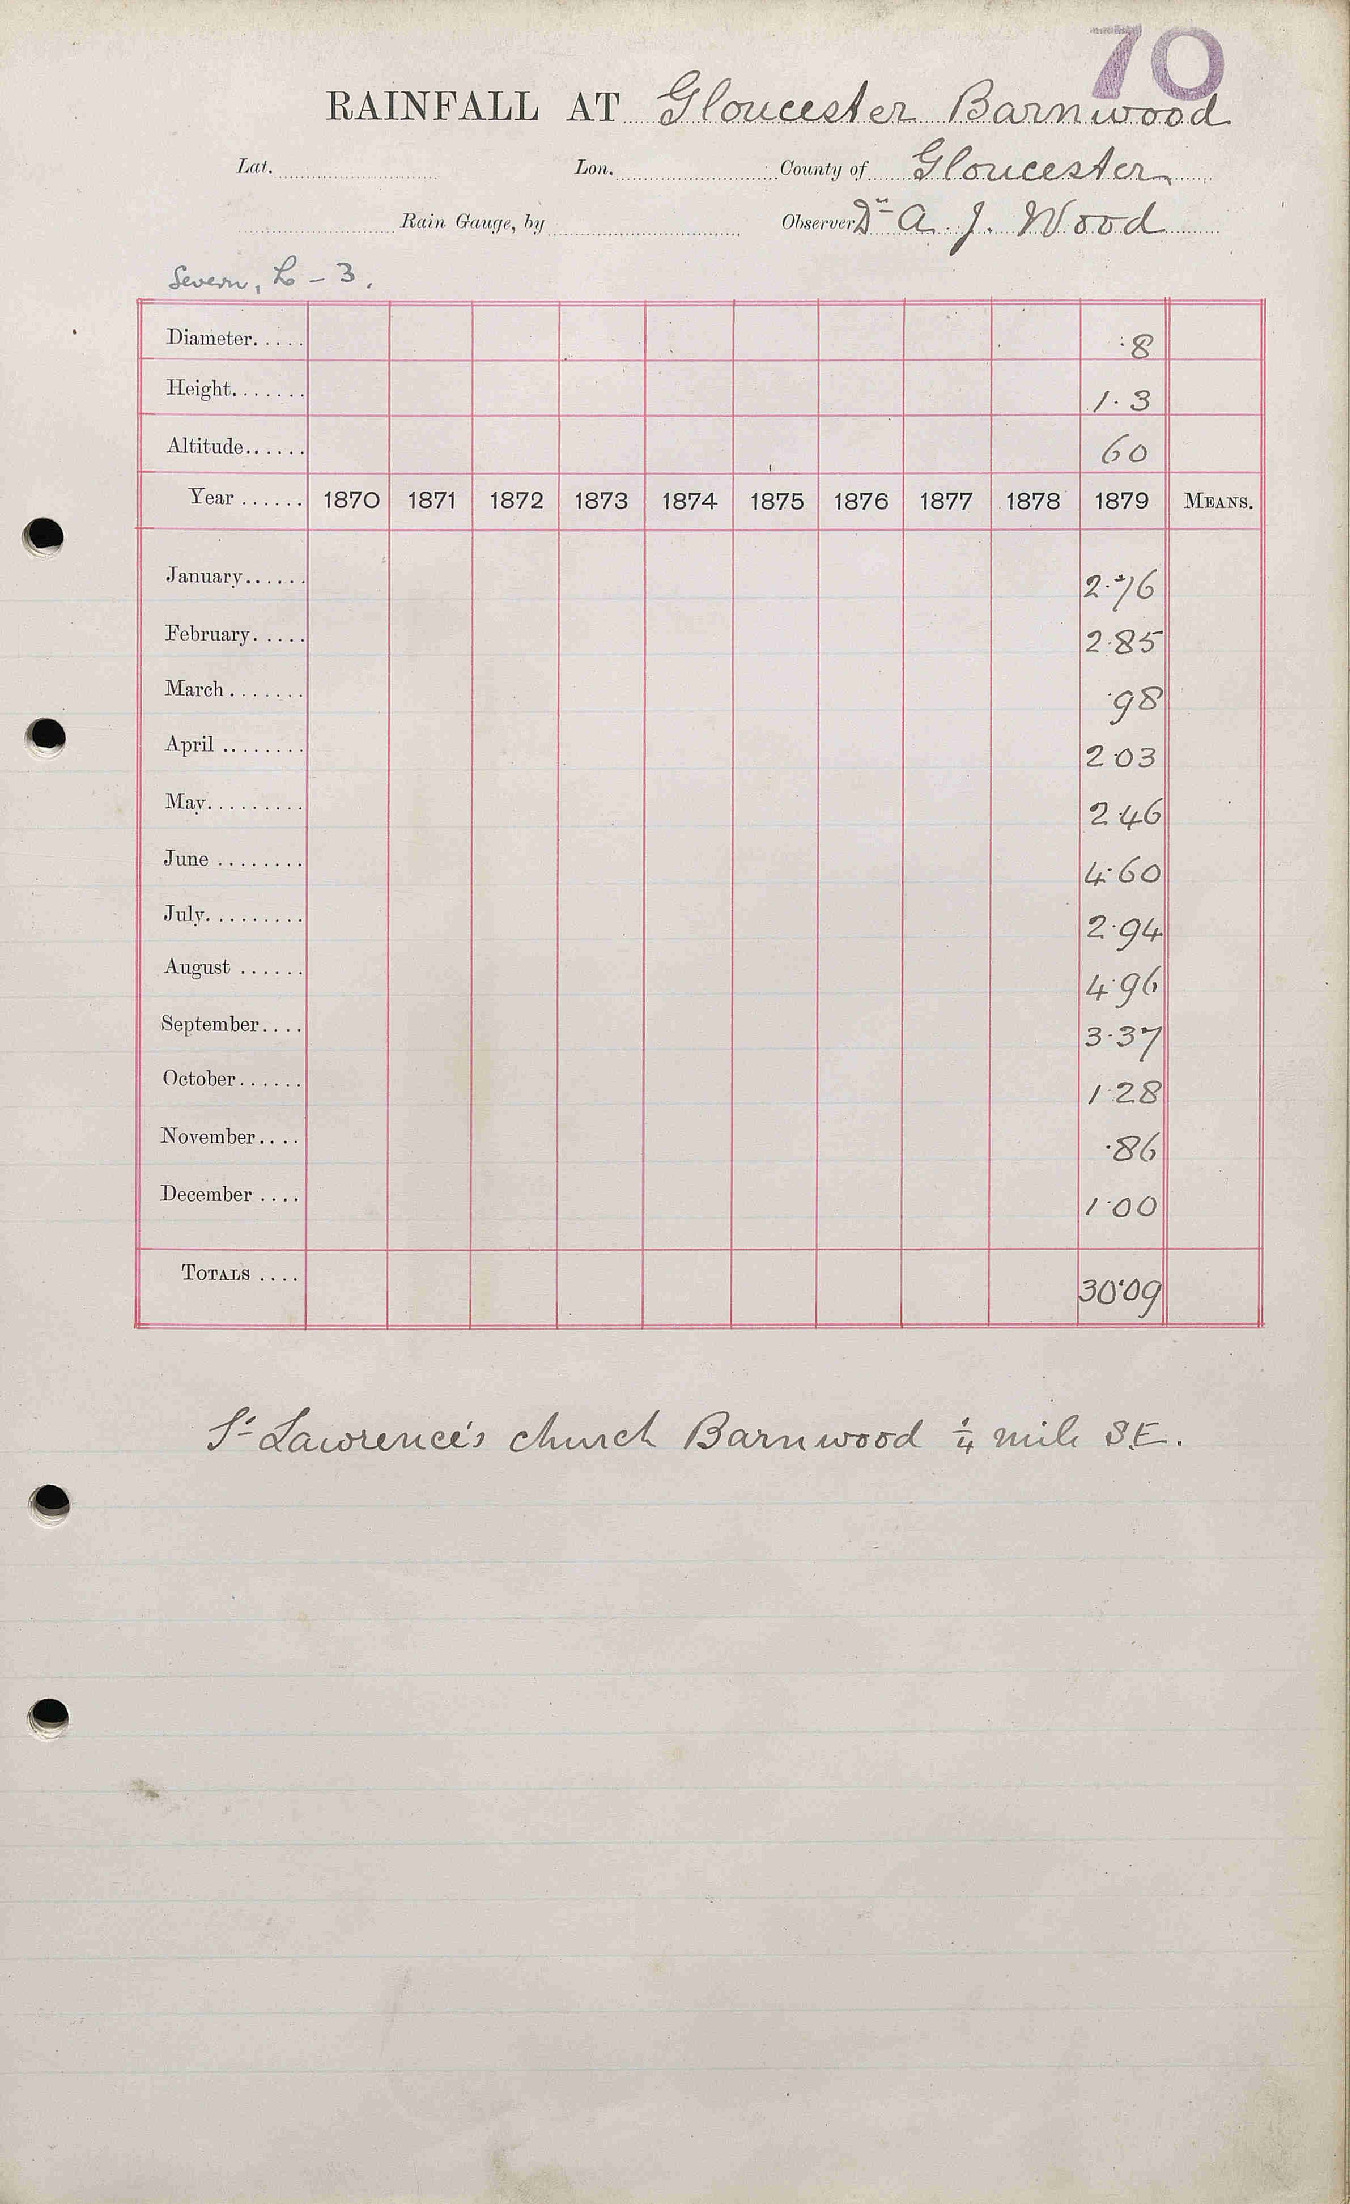 70
RAINFALL AT Gloucester Barnwood
Lat. Lon. County of Gloucester
Rain Gauge, by Observer Dr A. J. Wood
Severn, L – 3.
Diameter..... ·8
Height....... 1·3
Altitude...... 60
Year ...... 1870 1871 1872 1873 1874 1875 1876 1877 1878 1879 MEANS.
January...... 2·76
February..... 2·85
March ....... ·98
April ........ 2·03
May......... 2·46
June ........ 4·60
July......... 2·94
August ...... 4·96
September.... 3·37
October...... 1·28
November.... ·86
December .... 1·00
TOTALS .... 30·09
St Lawrence's church Barnwood ¼ mile S.E.